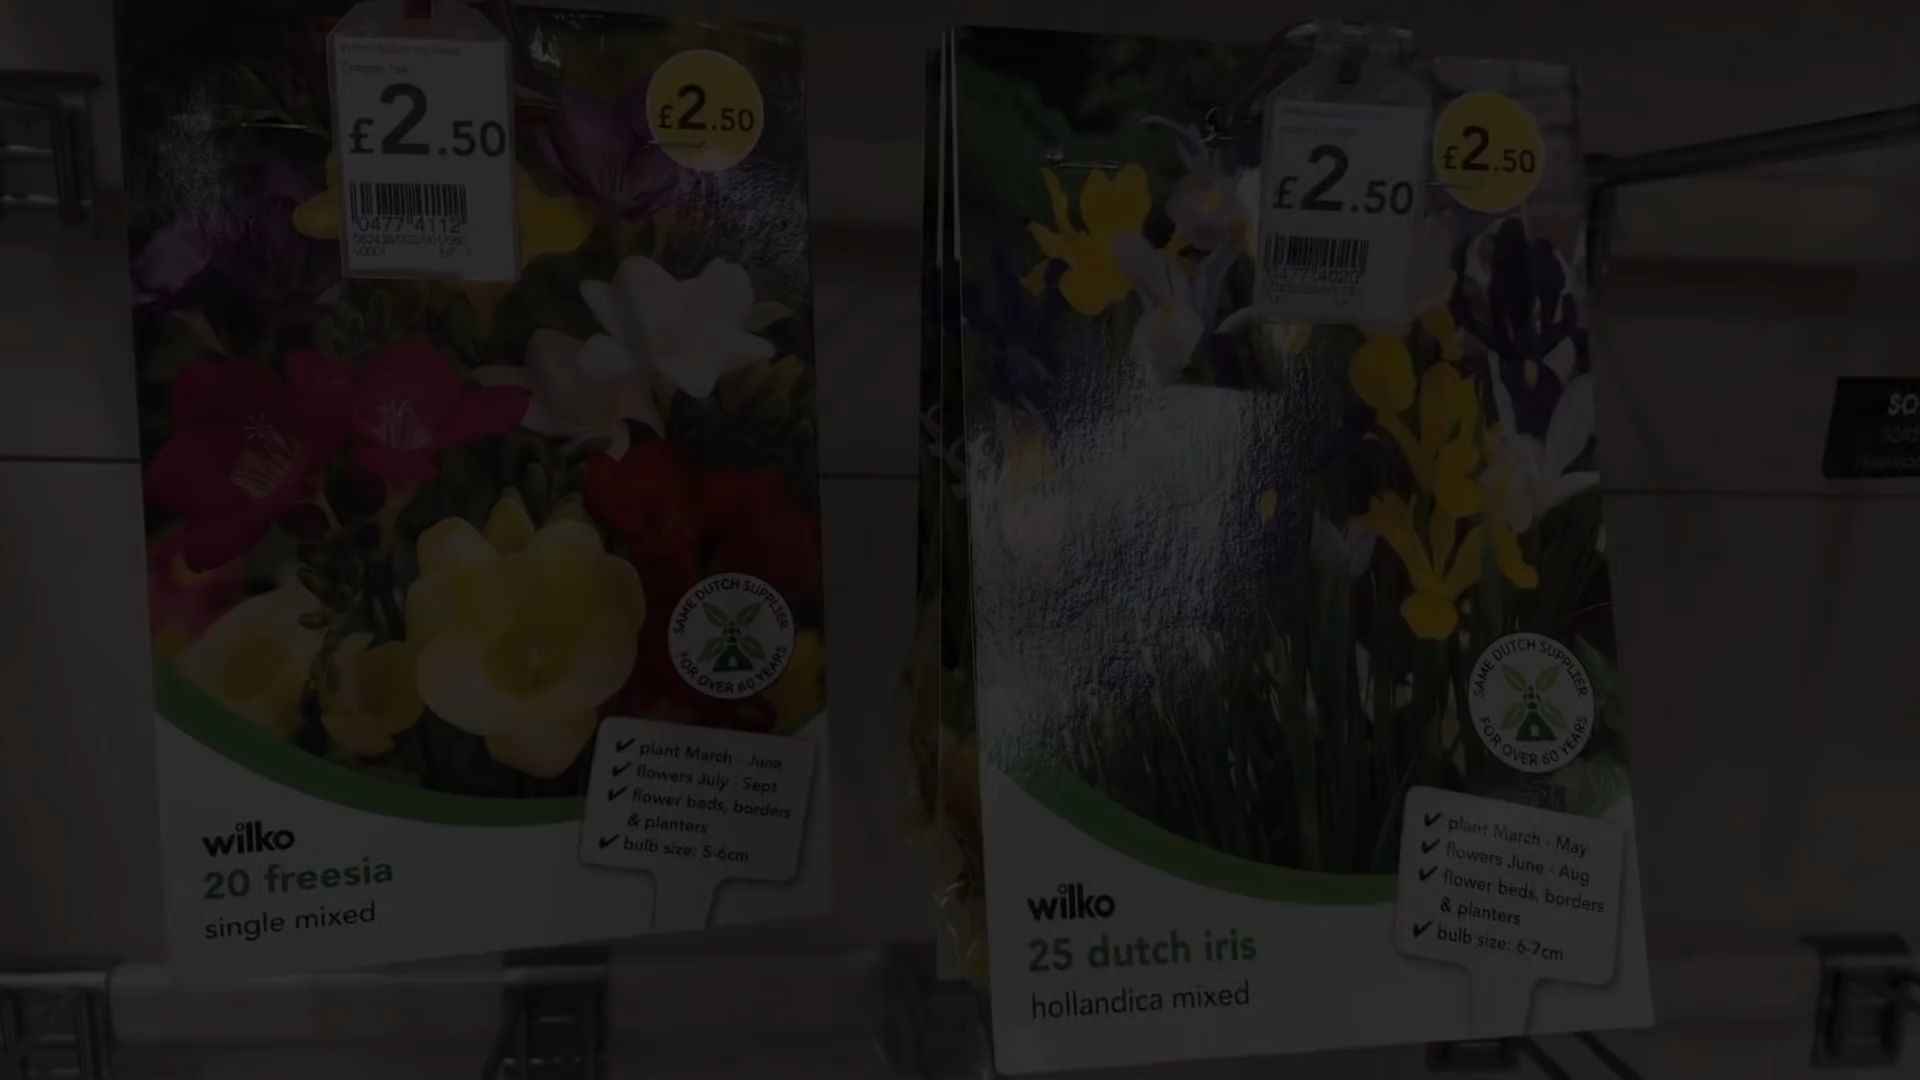 £2.50
0477 4112
£2.50
SAME DUTCH SUPPLIER
FOR OVER 60 YEARS
✔ plant March - June
✔ flowers July - Sept
✔ flower beds, borders
& planters
✔ bulb size: 5-6cm
wilko
20 freesia
single mixed
£2.50
£2.50
SAME DUTCH SUPPLIER
FOR OVER 60 YEARS
✔ plant March - May
✔ flowers June - Aug
✔ flower beds, borders
& planters
✔ bulb size: 6-7cm
wilko
25 dutch iris
hollandica mixed
SO